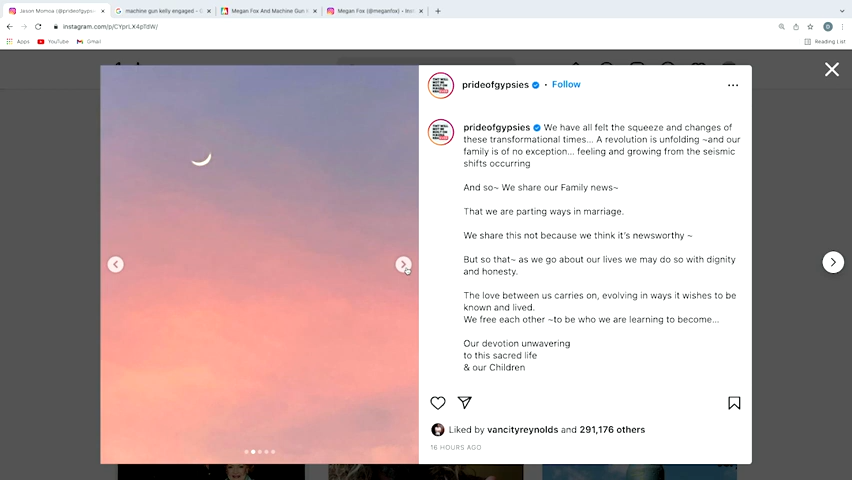 Jason Momoa (@prideofgypsi
machine gun kelly engaged - G
Megan Fox And Machine Gun K
Megan Fox (@meganfox) • Inst
instagram.com/p/CYprLX4pTdW/
Apps
YouTube
Gmail
Reading List
prideofgypsies • Follow
prideofgypsies We have all felt the squeeze and changes of
these transformational times... A revolution is unfolding ~and our
family is of no exception... feeling and growing from the seismic
shifts occurring
And so~ We share our Family news~
That we are parting ways in marriage.
We share this not because we think it's newsworthy ~
But so that~ as we go about our lives we may do so with dignity
and honesty.
The love between us carries on, evolving in ways it wishes to be
known and lived.
We free each other ~to be who we are learning to become...
Our devotion unwavering
to this sacred life
& our Children
Liked by vancityreynolds and 291,176 others
16 HOURS AGO